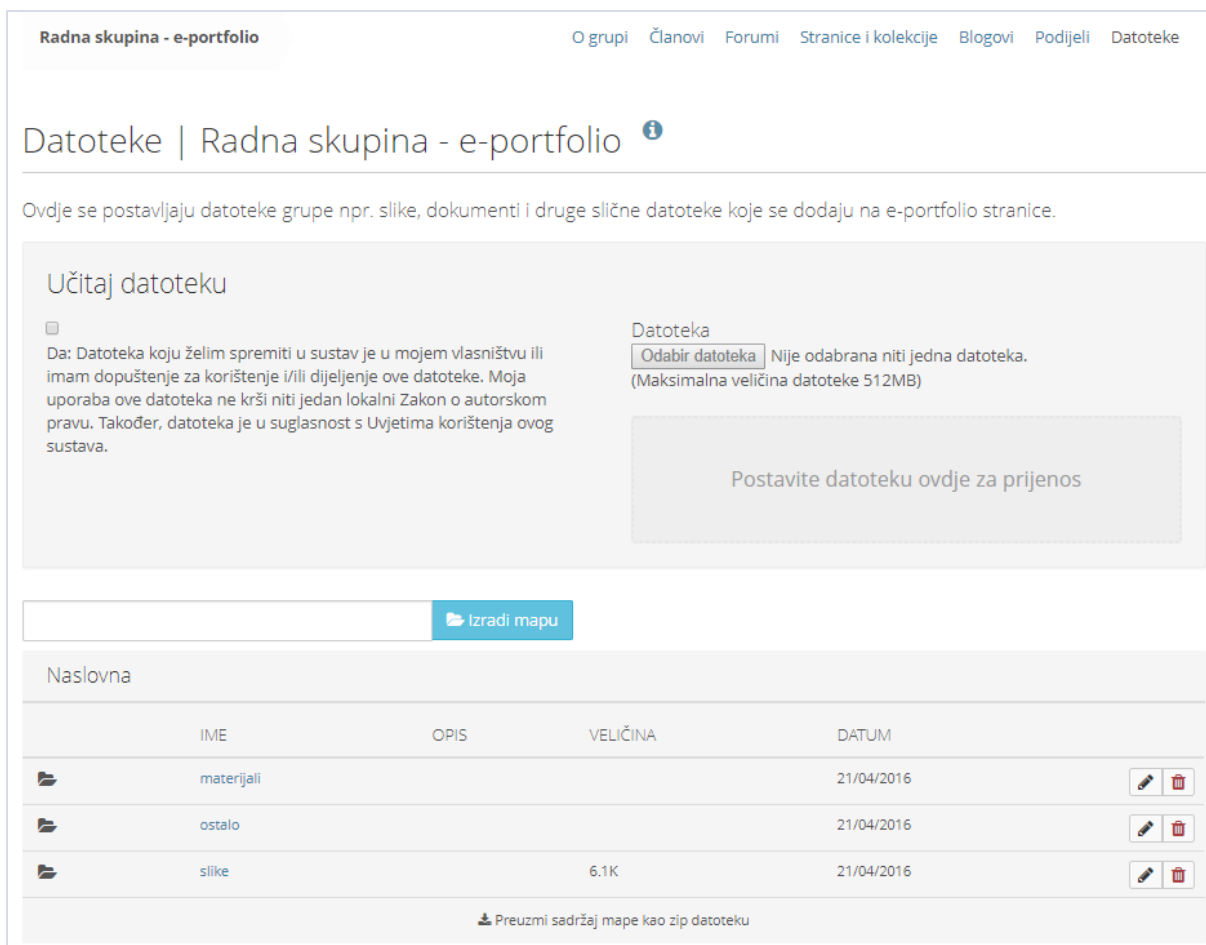 Radna skupina - e-portfolio
O grupi Članovi Forumi Stranice i kolekcije Blogovi Podijeli Datoteke
Datoteke | Radna skupina - e-portfolio
Ovdje se postavljaju datoteke grupe npr. slike, dokumenti i druge slične datoteke koje se dodaju na e-portfolio stranice.
Učitaj datoteku
Da: Datoteka koju želim spremiti u sustav je u mojem vlasništvu ili
imam dopuštenje za korištenje i/ili dijeljenje ove datoteke. Moja
uporaba ove datoteka ne krši niti jedan lokalni Zakon o autorskom
pravu. Također, datoteka je u suglasnost s Uvjetima korištenja ovog
sustava.
Datoteka
Odabir datoteka Nije odabrana niti jedna datoteka.
(Maksimalna veličina datoteke 512MB)
Postavite datoteku ovdje za prijenos
Izradi mapu
Naslovna
IME OPIS VELIČINA DATUM
materijali 21/04/2016
ostalo 21/04/2016
slike 6.1K 21/04/2016
Preuzmi sadržaj mape kao zip datoteku